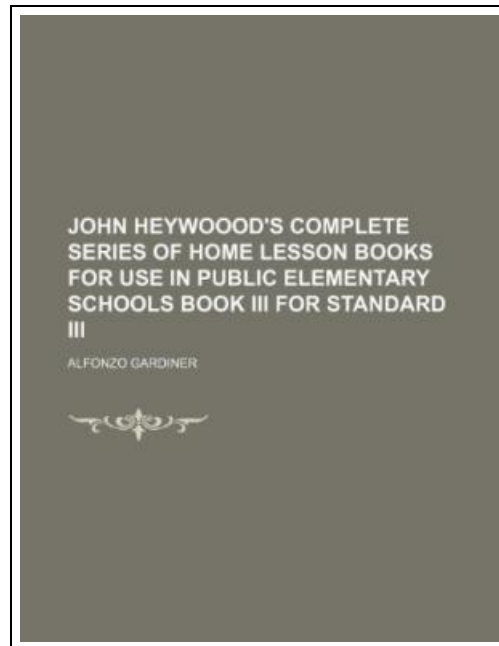 JOHN HEYWOOOD'S COMPLETE
SERIES OF HOME LESSON BOOKS
FOR USE IN PUBLIC ELEMENTARY
SCHOOLS BOOK III FOR STANDARD
III
ALFONZO GARDINER